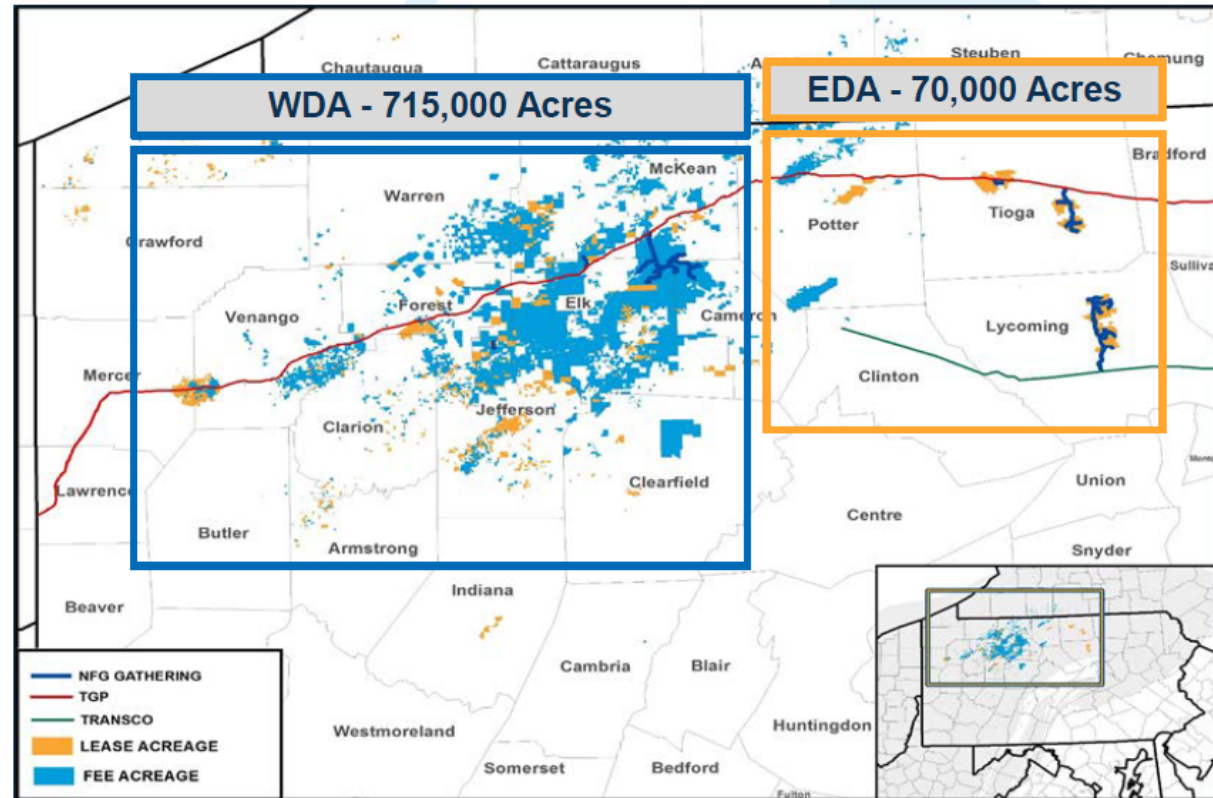 Steuben
Chautauqua
Cattaraugus
WDA - 715,000 Acres
EDA - 70,000 Acres
McKean
Bradford
Warren
Tioga
Potter
Crawford
Forest
Elk
Venango
Cameron
Lycoming
Mercer
Clinton
Jefferson
Clarion
Clearfield
Lawrence
Union
Butler
Centre
Armstrong
Snyder
Indiana
Beaver
Cambria
Blair
NFG GATHERING
TGP
TRANSCO
Huntingdon
Westmoreland
LEASE ACREAGE
FEE ACREAGE
Somerset
Bedford
Fulton